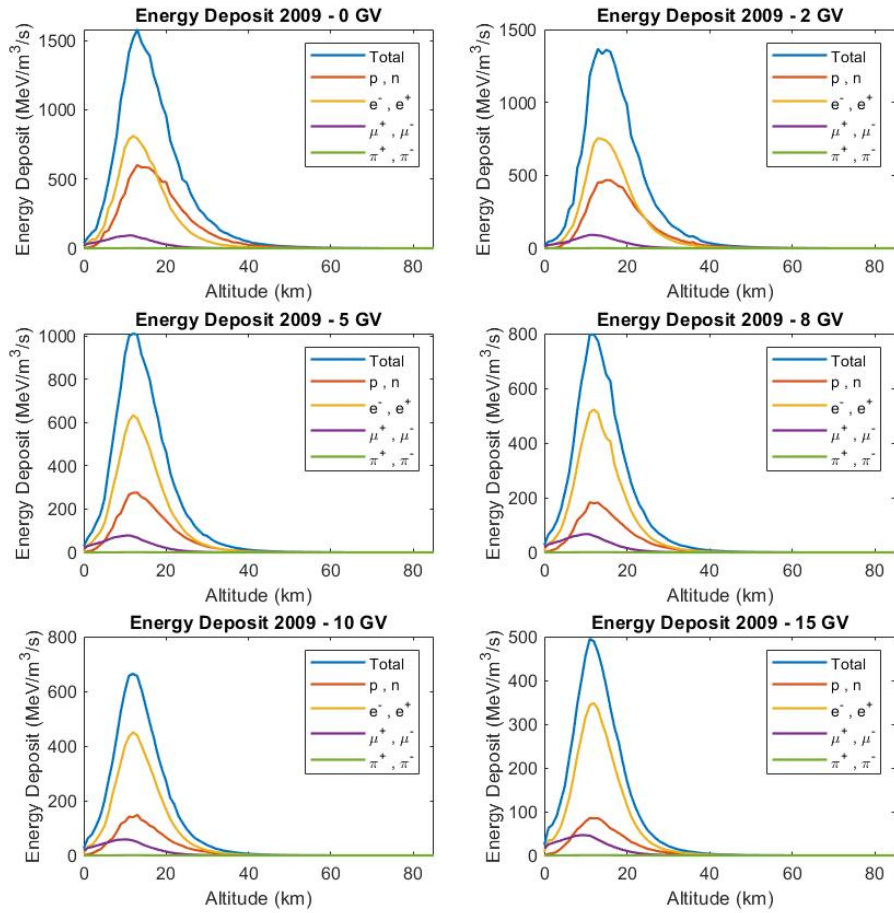 Energy Deposit 2009 - 0 GV
Energy Deposit (MeV/m³/s)
1500
1000
500
0
0 20 40 60 80
Altitude (km)
Total
p , n
e⁻ , e⁺
μ⁺ , μ⁻
π⁺ , π⁻
Energy Deposit 2009 - 2 GV
Energy Deposit (MeV/m³/s)
1500
1000
500
0
0 20 40 60 80
Altitude (km)
Total
p , n
e⁻ , e⁺
μ⁺ , μ⁻
π⁺ , π⁻
Energy Deposit 2009 - 5 GV
Energy Deposit (MeV/m³/s)
1000
800
600
400
200
0
0 20 40 60 80
Altitude (km)
Total
p , n
e⁻ , e⁺
μ⁺ , μ⁻
π⁺ , π⁻
Energy Deposit 2009 - 8 GV
Energy Deposit (MeV/m³/s)
800
600
400
200
0
0 20 40 60 80
Altitude (km)
Total
p , n
e⁻ , e⁺
μ⁺ , μ⁻
π⁺ , π⁻
Energy Deposit 2009 - 10 GV
Energy Deposit (MeV/m³/s)
800
600
400
200
0
0 20 40 60 80
Altitude (km)
Total
p , n
e⁻ , e⁺
μ⁺ , μ⁻
π⁺ , π⁻
Energy Deposit 2009 - 15 GV
Energy Deposit (MeV/m³/s)
500
400
300
200
100
0
0 20 40 60 80
Altitude (km)
Total
p , n
e⁻ , e⁺
μ⁺ , μ⁻
π⁺ , π⁻